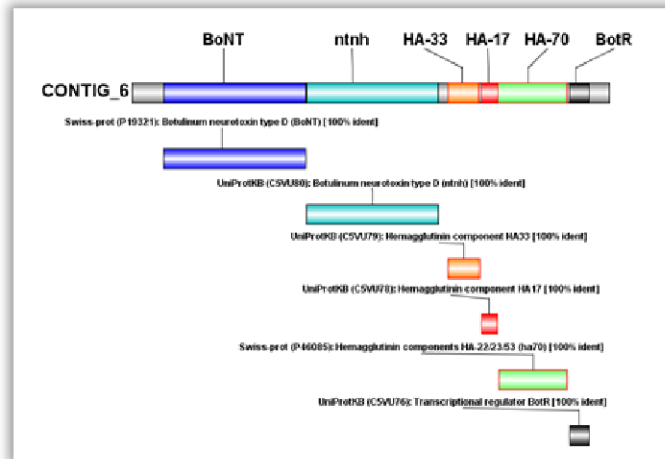 BoNT ntnh HA-33 HA-17 HA-70 BotR
CONTIG_6
Swiss-prot (P19321): Botulinum neurotoxin type D (BoNT) [100% ident]
UniProtKB (C5VU80): Botulinum neurotoxin type D (ntnh) [100% ident]
UniProtKB (C5VU79): Hemagglutinin component HA33 [100% ident]
UniProtKB (C5VU78): Hemagglutinin component HA17 [100% ident]
Swiss-prot (P46085): Hemagglutinin components HA-22/23/53 (ha70) [100% ident]
UniProtKB (C5VU76): Transcriptional regulator BotR [100% ident]